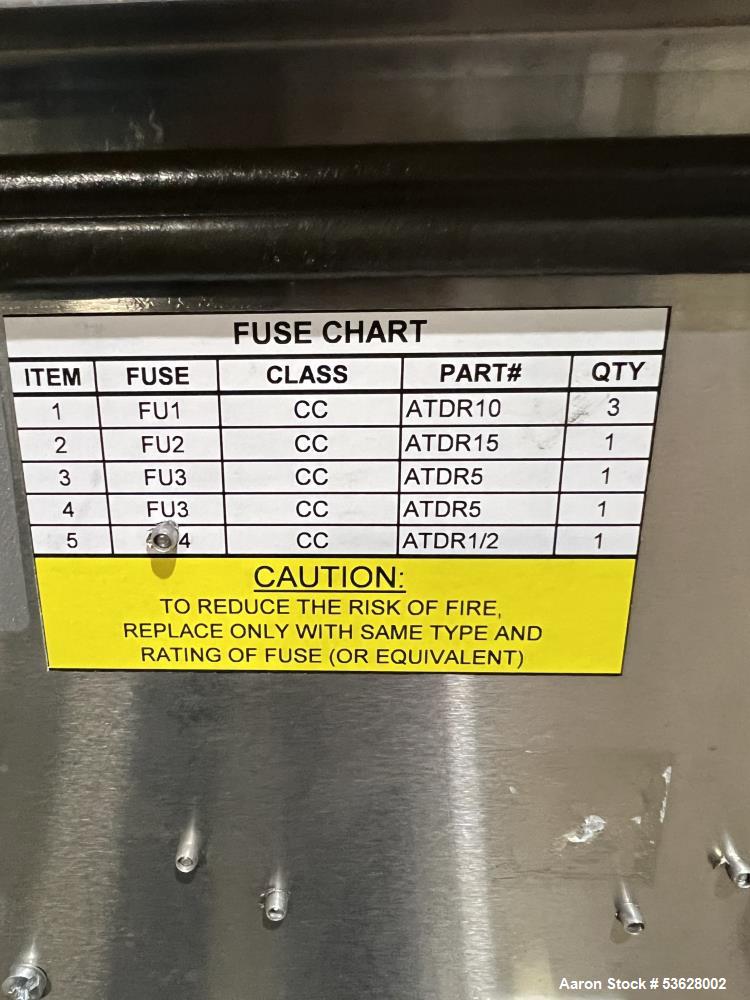 FUSE CHART
ITEM FUSE CLASS PART# QTY
1 FU1 CC ATDR10 3
2 FU2 CC ATDR15 1
3 FU3 CC ATDR5 1
4 FU3 CC ATDR5 1
5 CC ATDR1/2 1
CAUTION:
TO REDUCE THE RISK OF FIRE,
REPLACE ONLY WITH SAME TYPE AND
RATING OF FUSE (OR EQUIVALENT)
Aaron Stock # 53628002